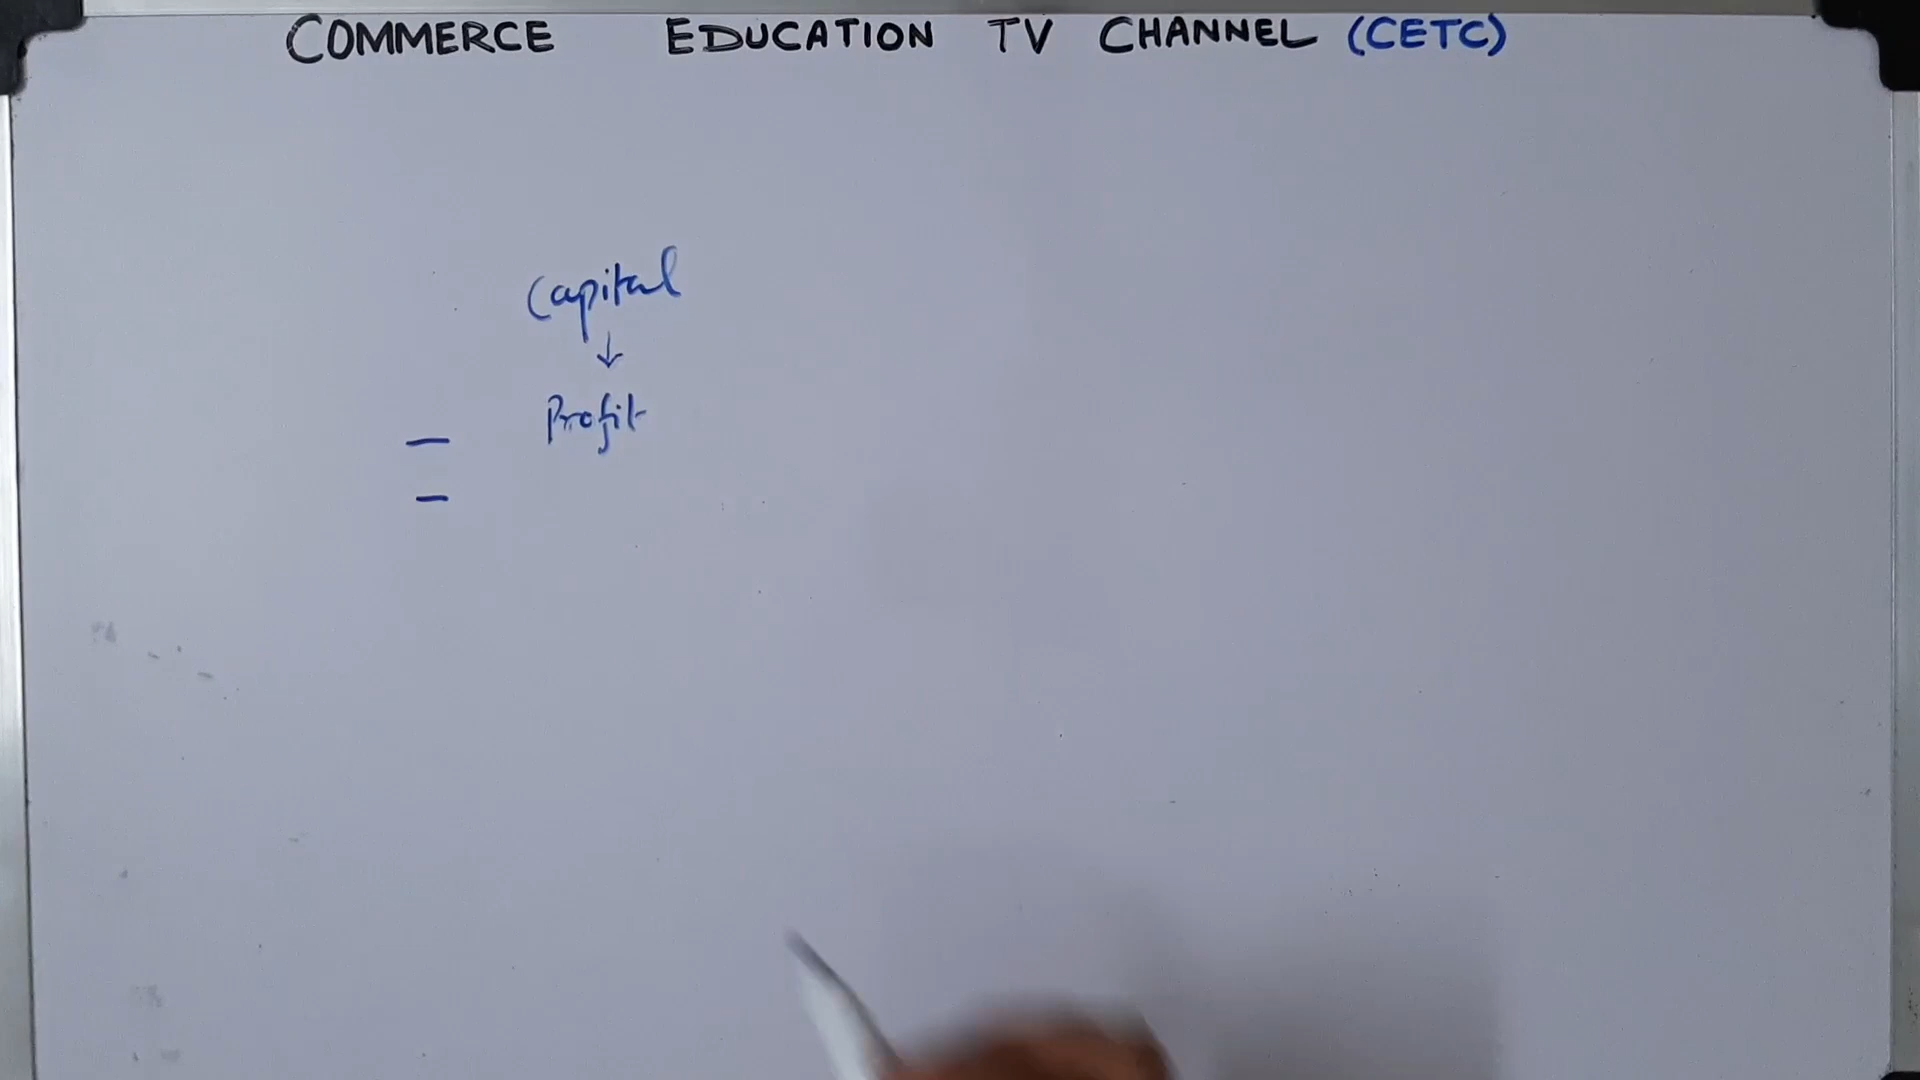 COMMERCE EDUCATION TV CHANNEL (CETC)
Capital
↓
Profit
—
—